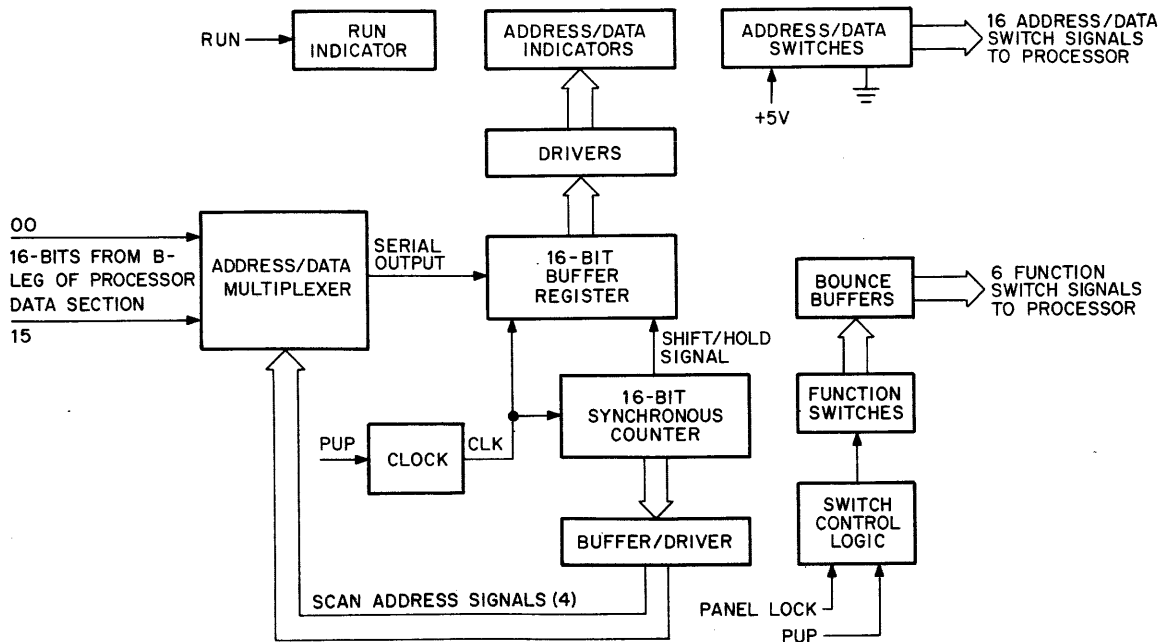 RUN
RUN
INDICATOR
ADDRESS/DATA
INDICATORS
ADDRESS/DATA
SWITCHES
16 ADDRESS/DATA
SWITCH SIGNALS
TO PROCESSOR
+5V
DRIVERS
00
16-BITS FROM B-
LEG OF PROCESSOR
DATA SECTION
15
ADDRESS/DATA
MULTIPLEXER
SERIAL
OUTPUT
16-BIT
BUFFER
REGISTER
BOUNCE
BUFFERS
6 FUNCTION
SWITCH SIGNALS
TO PROCESSOR
SHIFT/HOLD
SIGNAL
PUP
CLOCK
CLK
16-BIT
SYNCHRONOUS
COUNTER
FUNCTION
SWITCHES
BUFFER/DRIVER
SWITCH
CONTROL
LOGIC
SCAN ADDRESS SIGNALS (4)
PANEL LOCK
PUP